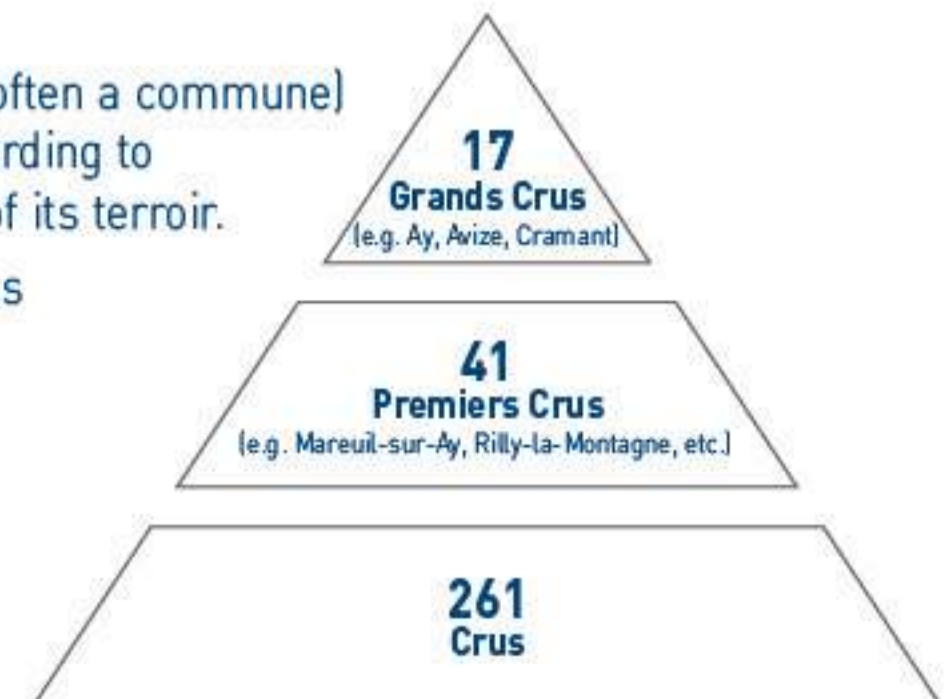 often a commune)
rding to
of its terroir.
s
17
Grands Crus
(e.g. Ay, Avize, Cramant)
41
Premiers Crus
(e.g. Mareuil-sur-Ay, Rilly-la-Montagne, etc.)
261
Crus